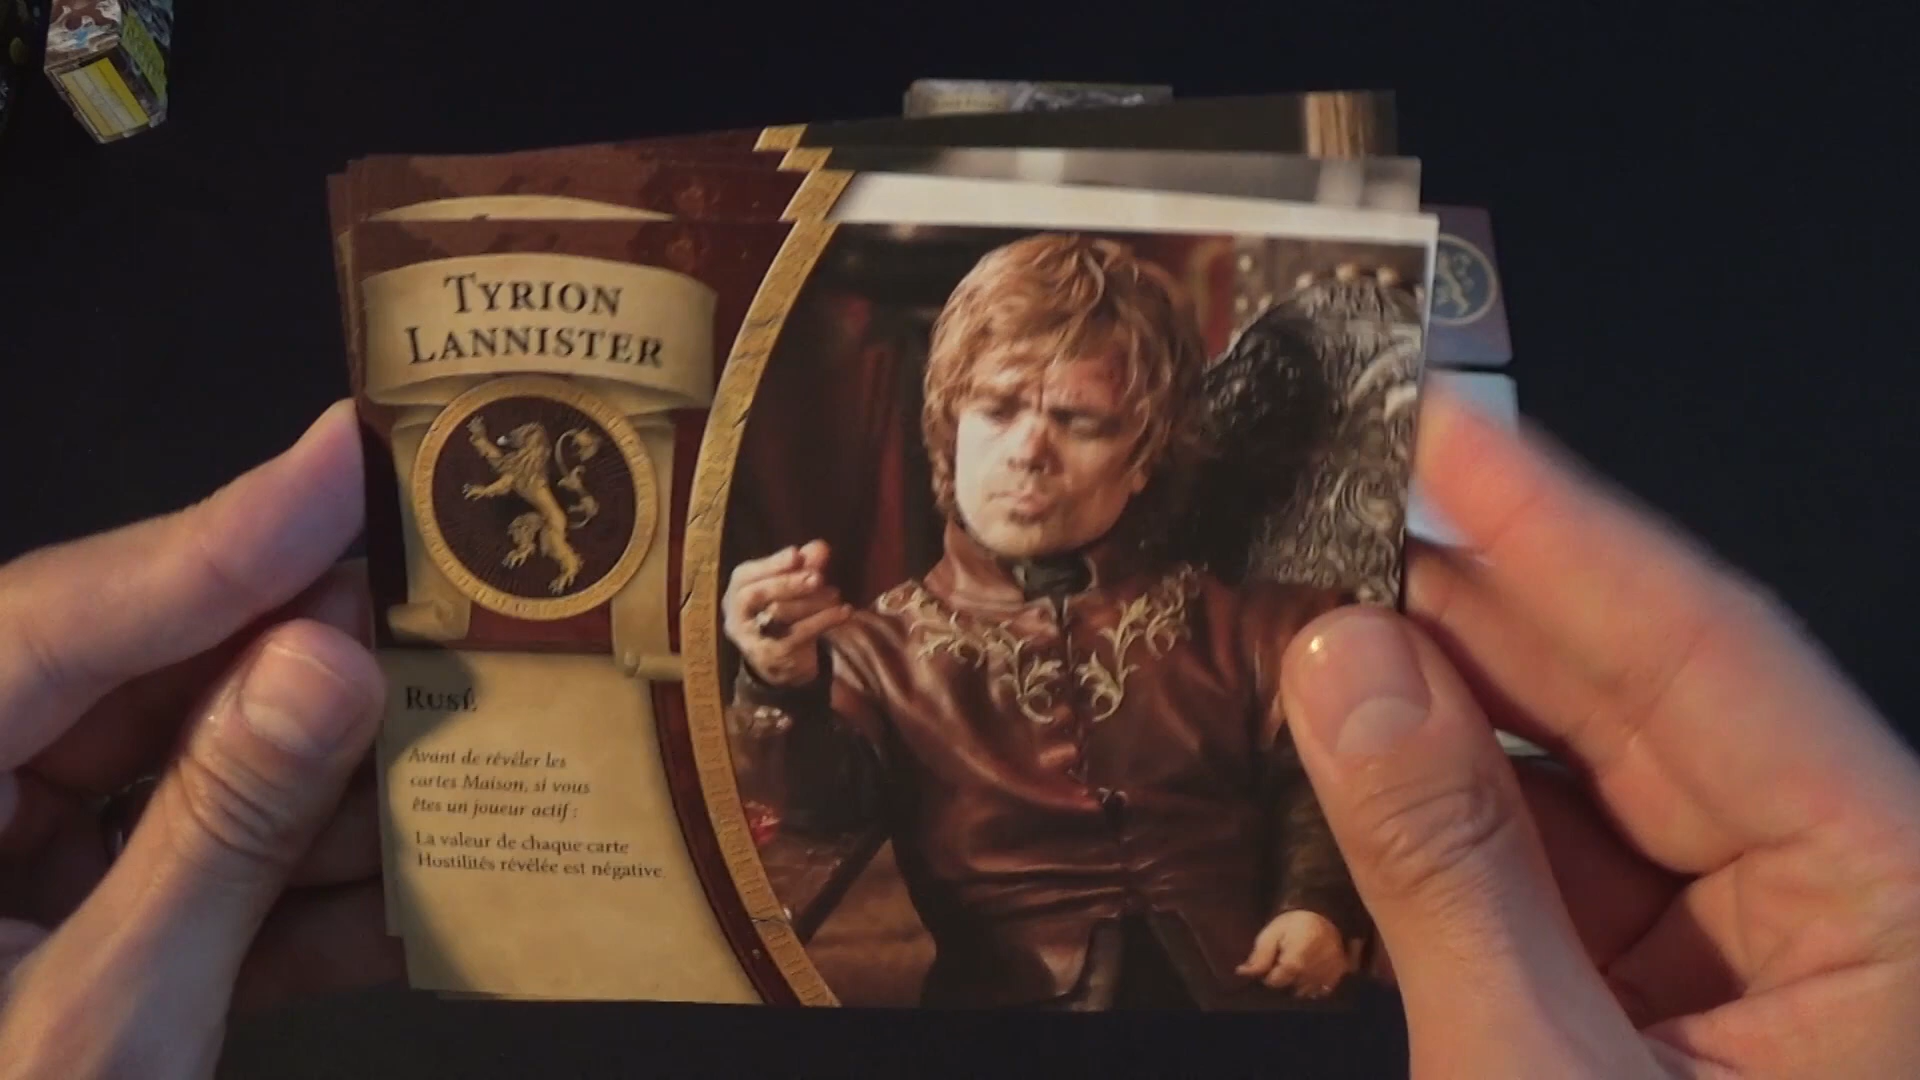 TYRION
LANNISTER
RUSÉ
Avant de révéler les
cartes Maison, si vous
êtes un joueur actif :
La valeur de chaque carte
Hostilités révélée est négative.